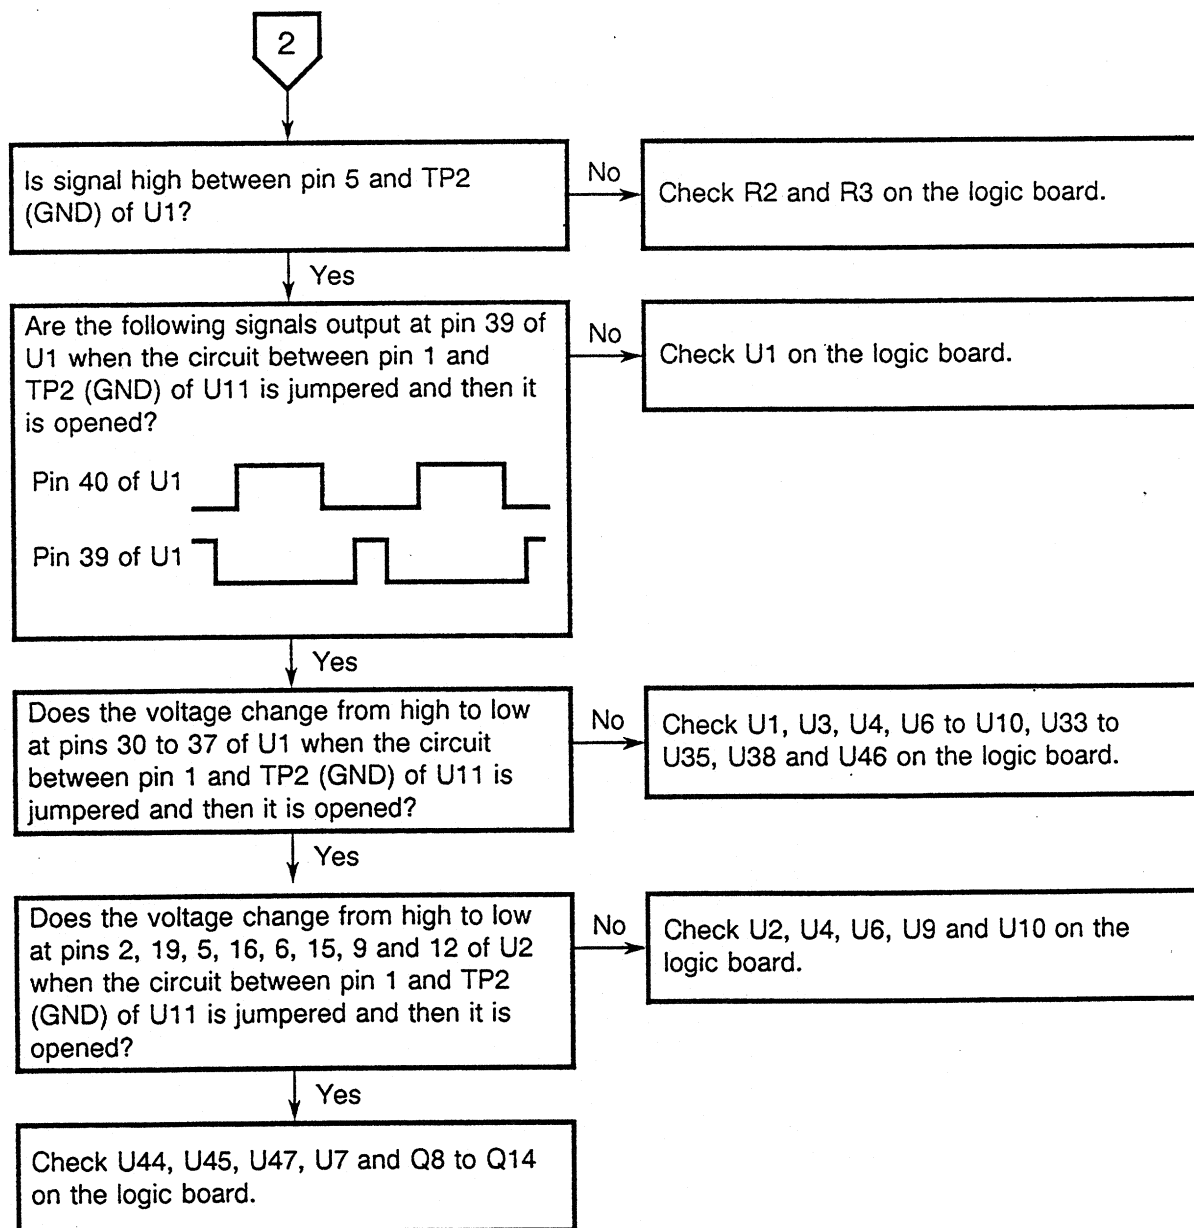 2
Is signal high between pin 5 and TP2
(GND) of U1?
No
Check R2 and R3 on the logic board.
Yes
Are the following signals output at pin 39 of
U1 when the circuit between pin 1 and
TP2 (GND) of U11 is jumpered and then it
is opened?
No
Check U1 on the logic board.
Pin 40 of U1
Pin 39 of U1
Yes
Does the voltage change from high to low
at pins 30 to 37 of U1 when the circuit
between pin 1 and TP2 (GND) of U11 is
jumpered and then it is opened?
No
Check U1, U3, U4, U6 to U10, U33 to
U35, U38 and U46 on the logic board.
Yes
Does the voltage change from high to low
at pins 2, 19, 5, 16, 6, 15, 9 and 12 of U2
when the circuit between pin 1 and TP2
(GND) of U11 is jumpered and then it is
opened?
No
Check U2, U4, U6, U9 and U10 on the
logic board.
Yes
Check U44, U45, U47, U7 and Q8 to Q14
on the logic board.